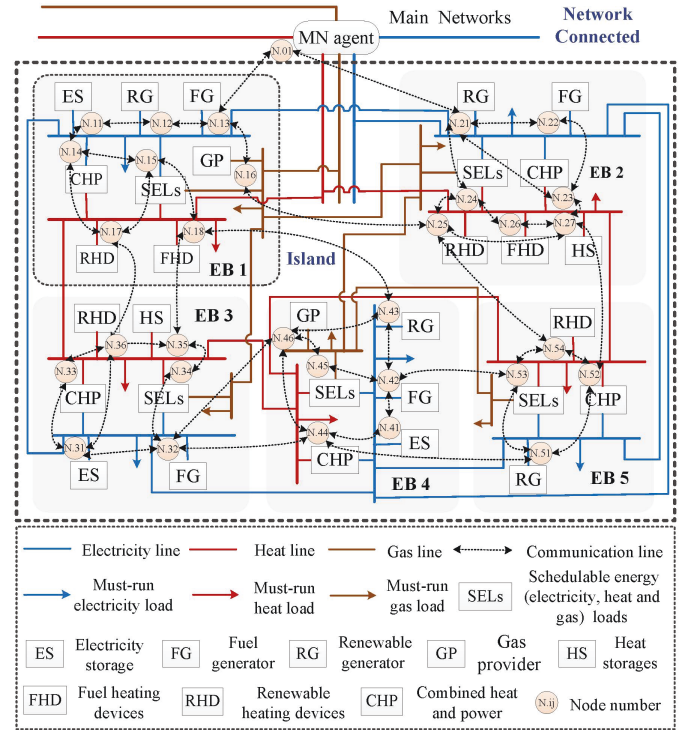 Main Networks
Network
Connected
MN agent
N.01
ES
RG
FG
N.11
N.12
N.13
N.14
N.15
GP
N.16
CHP
SELs
N.17
N.18
RHD
FHD
EB 1
Island
RG
FG
N.21
N.22
SELs
CHP
EB 2
N.24
N.23
N.25
N.26
N.27
RHD
FHD
HS
RHD
HS
EB 3
N.36
N.35
N.33
N.34
CHP
SELs
N.31
N.32
ES
FG
GP
N.43
N.46
RG
N.45
N.42
SELs
FG
N.44
N.41
CHP
ES
EB 4
RHD
N.54
N.53
N.52
SELs
CHP
N.51
RG
EB 5
Electricity line
Heat line
Gas line
Communication line
Must-run
electricity load
Must-run
heat load
Must-run
gas load
SELs
Schedulable energy
(electricity, heat and
gas) loads
ES
Electricity
storage
FG
Fuel
generator
RG
Renewable
generator
GP
Gas
provider
HS
Heat
storages
FHD
Fuel heating
devices
RHD
Renewable
heating devices
CHP
Combined heat
and power
N.ij
Node number